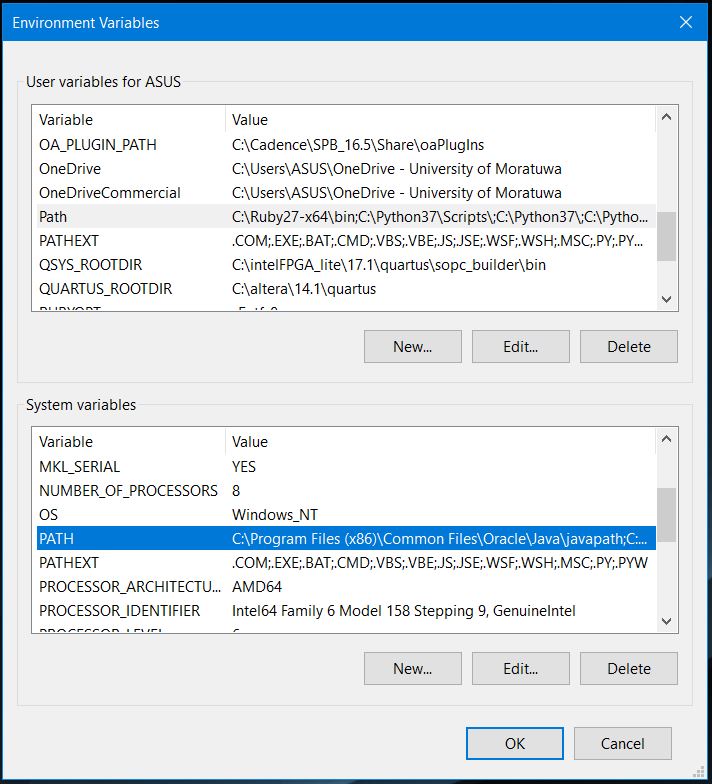 Environment Variables
User variables for ASUS
Variable Value
OA_PLUGIN_PATH C:\Cadence\SPB_16.5\Share\oaPlugIns
OneDrive C:\Users\ASUS\OneDrive - University of Moratuwa
OneDriveCommercial C:\Users\ASUS\OneDrive - University of Moratuwa
Path C:\Ruby27-x64\bin;C:\Python37\Scripts\;C:\Python37\;C:\Pytho...
PATHEXT .COM;.EXE;.BAT;.CMD;.VBS;.VBE;.JS;.JSE;.WSF;.WSH;.MSC;.PY;.PY...
QSYS_ROOTDIR C:\intelFPGA_lite\17.1\quartus\sopc_builder\bin
QUARTUS_ROOTDIR C:\altera\14.1\quartus
New... Edit... Delete
System variables
Variable Value
MKL_SERIAL YES
NUMBER_OF_PROCESSORS 8
OS Windows_NT
PATH C:\Program Files (x86)\Common Files\Oracle\Java\javapath;C:...
PATHEXT .COM;.EXE;.BAT;.CMD;.VBS;.VBE;.JS;.JSE;.WSF;.WSH;.MSC;.PY;.PYW
PROCESSOR_ARCHITECTU... AMD64
PROCESSOR_IDENTIFIER Intel64 Family 6 Model 158 Stepping 9, GenuineIntel
New... Edit... Delete
OK Cancel